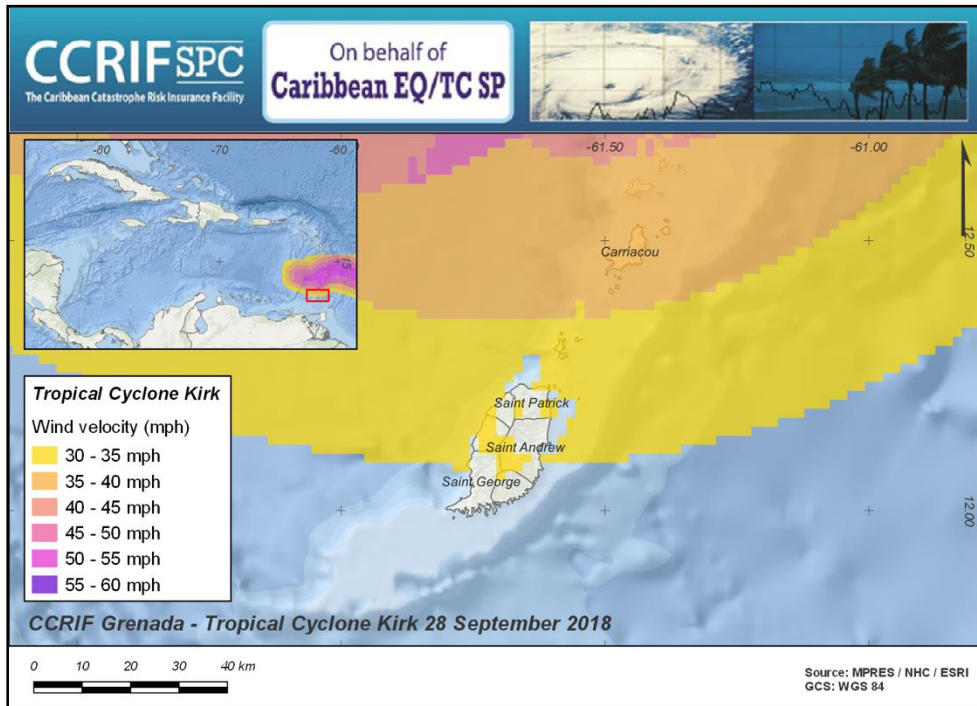 CCRIF SPC
The Caribbean Catastrophe Risk Insurance Facility
On behalf of
Caribbean EQ/TC SP
-80
-70
-60
15
-61.50
-61.00
12.50
12.00
Carriacou
Saint Patrick
Saint Andrew
Saint George
Tropical Cyclone Kirk
Wind velocity (mph)
30 - 35 mph
35 - 40 mph
40 - 45 mph
45 - 50 mph
50 - 55 mph
55 - 60 mph
CCRIF Grenada - Tropical Cyclone Kirk 28 September 2018
0 10 20 30 40 km
Source: MPRES / NHC / ESRI
GCS: WGS 84